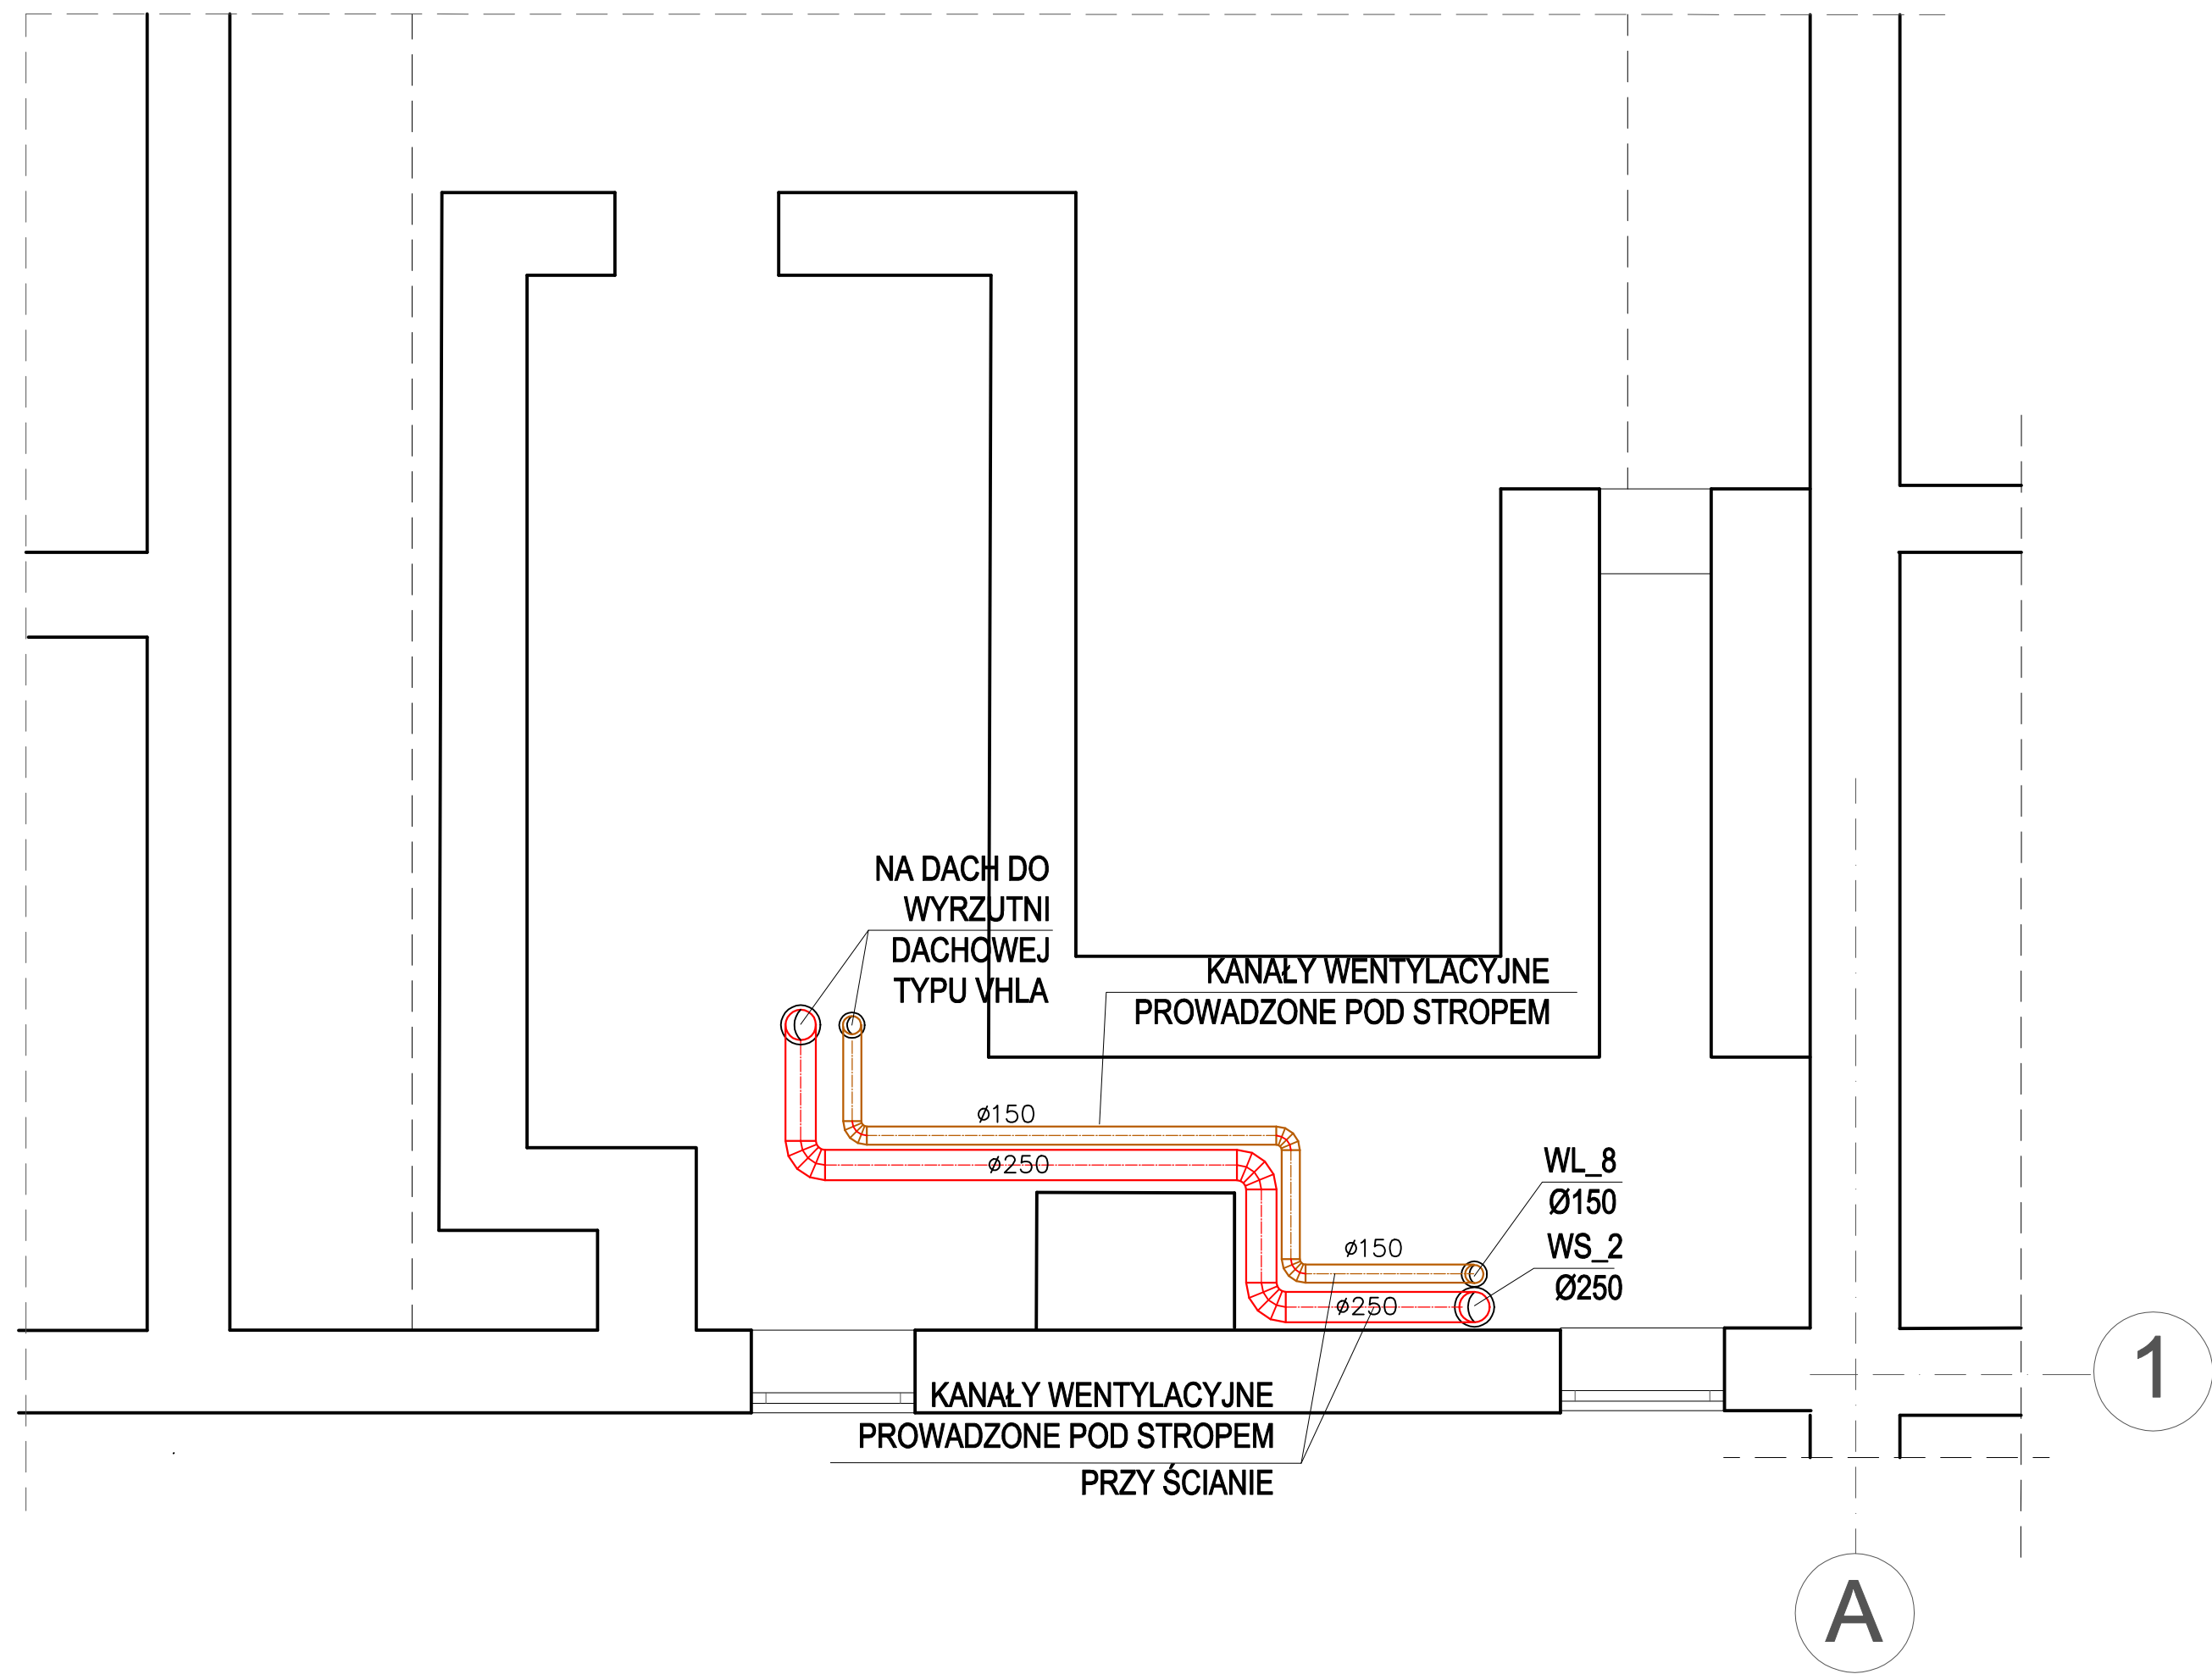 NA DACH DO
WYRZUTNI
DACHOWEJ
TYPU VHLA
KANAŁY WENTYLACYJNE
PROWADZONE POD STROPEM
ø150
ø250
WL_8
Ø150
WS_2
Ø250
ø150
ø250
KANAŁY WENTYLACYJNE
PROWADZONE POD STROPEM
PRZY ŚCIANIE
1
A